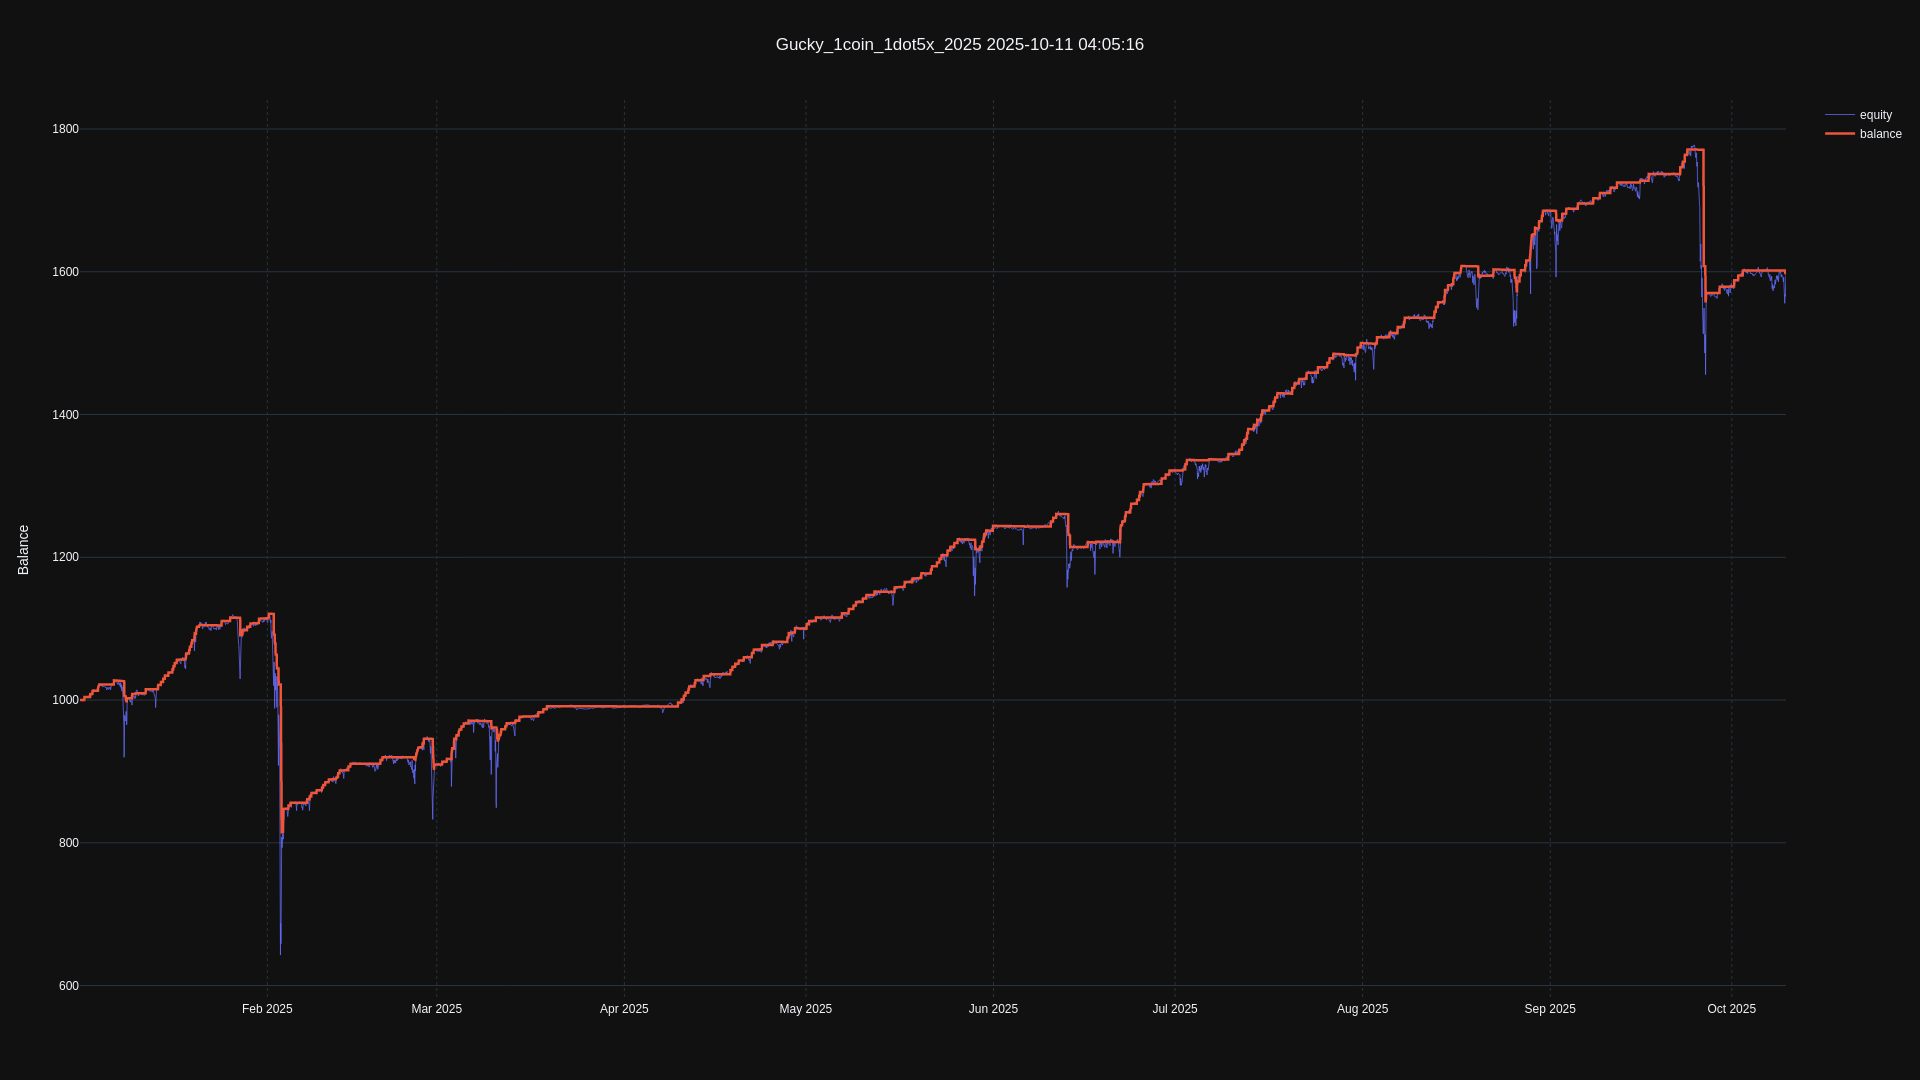 Gucky_1coin_1dot5x_2025 2025-10-11 04:05:16
equity
balance
Balance
1800
1600
1400
1200
1000
800
600
Feb 2025
Mar 2025
Apr 2025
May 2025
Jun 2025
Jul 2025
Aug 2025
Sep 2025
Oct 2025